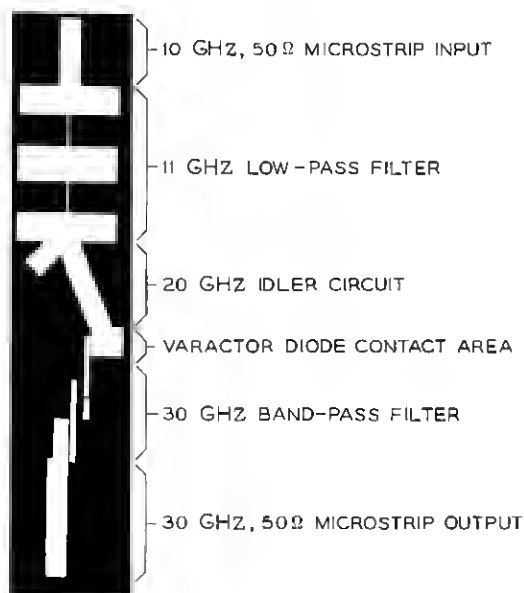 10 GHZ, 50Ω MICROSTRIP INPUT
11 GHZ LOW-PASS FILTER
20 GHZ IDLER CIRCUIT
VARACTOR DIODE CONTACT AREA
30 GHZ BAND-PASS FILTER
30 GHZ, 50Ω MICROSTRIP OUTPUT